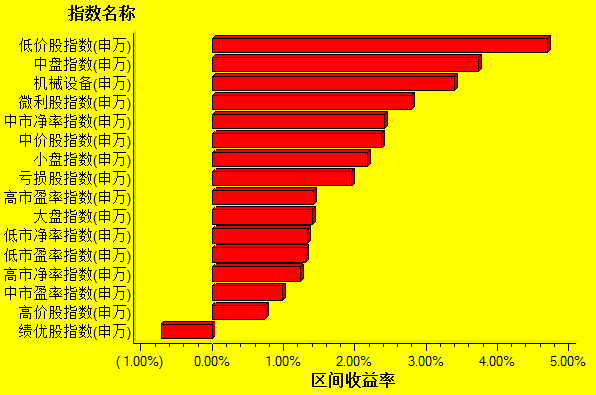 指数名称
低价股指数(申万)
中盘指数(申万)
机械设备(申万)
微利股指数(申万)
中市净率指数(申万)
中价股指数(申万)
小盘指数(申万)
亏损股指数(申万)
高市盈率指数(申万)
大盘指数(申万)
低市净率指数(申万)
低市盈率指数(申万)
高市净率指数(申万)
中市盈率指数(申万)
高价股指数(申万)
绩优股指数(申万)
( 1.00%) 0.00% 1.00% 2.00% 3.00% 4.00% 5.00%
区间收益率